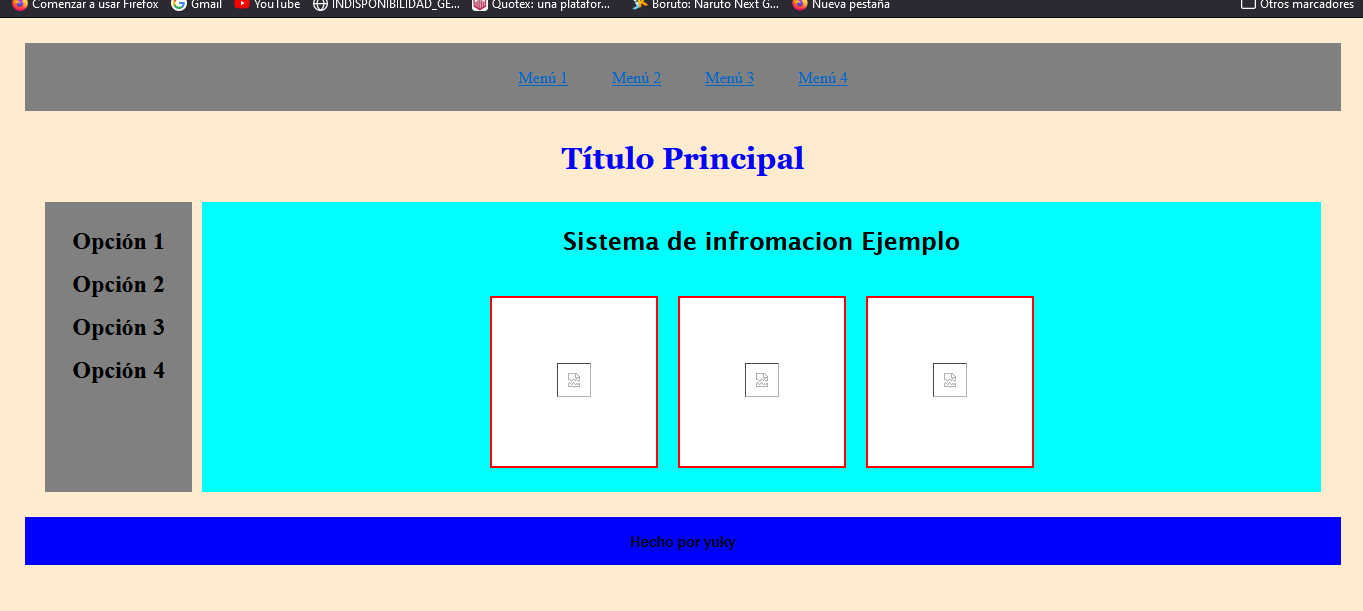 Comenzar a usar Firefox Gmail YouTube INDISPONIBILIDAD_GE... Quotex: una platafor... Boruto: Naruto Next G... Nueva pestaña Otros marcadores
Menú 1 Menú 2 Menú 3 Menú 4
Título Principal
Opción 1
Opción 2
Opción 3
Opción 4
Sistema de infromacion Ejemplo
Hecho por yuky